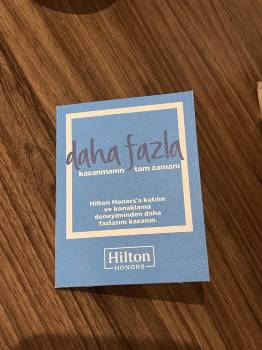 daha fazla
kazanmanın tam zamanı
Hilton Honors'a katılın
ve konaklama
deneyiminden daha
fazlasını kazanın.
Hilton
HONORS